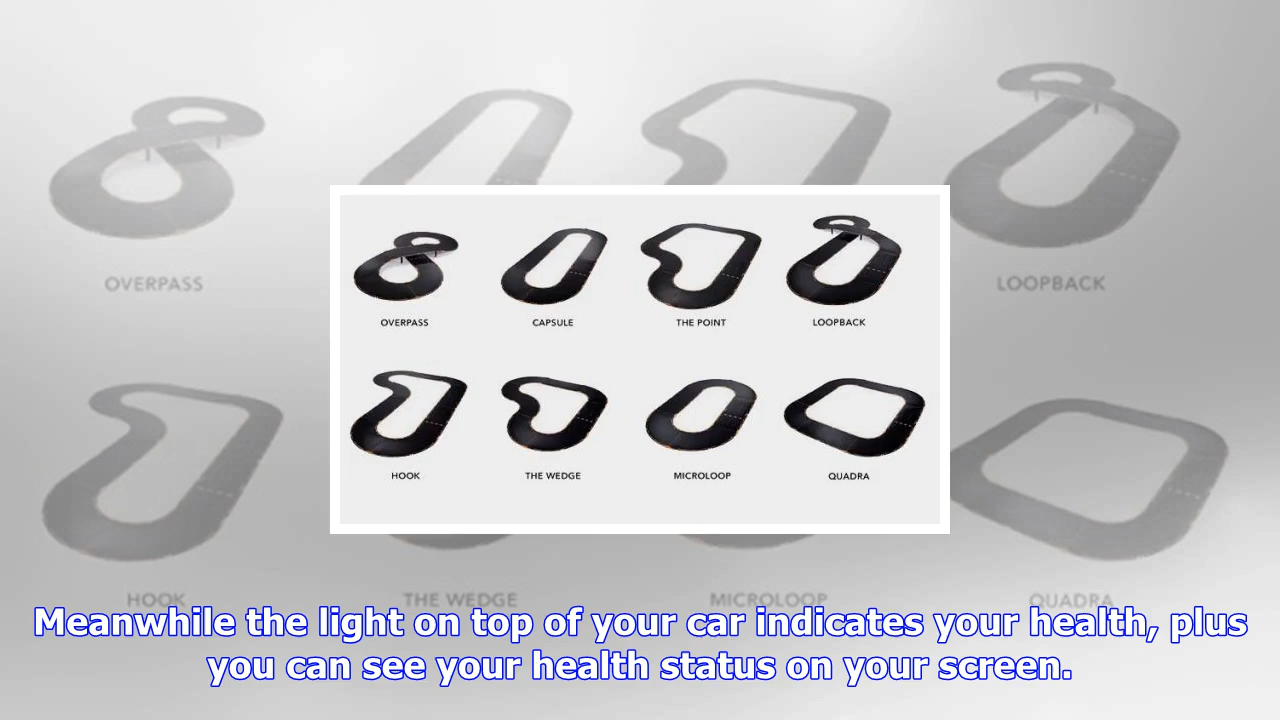 OVERPASS
LOOPBACK
OVERPASS CAPSULE THE POINT LOOPBACK
HOOK THE WEDGE MICROLOOP QUADRA
HOOK THE WEDGE MICROLOOP QUADRA
Meanwhile the light on top of your car indicates your health, plus
you can see your health status on your screen.